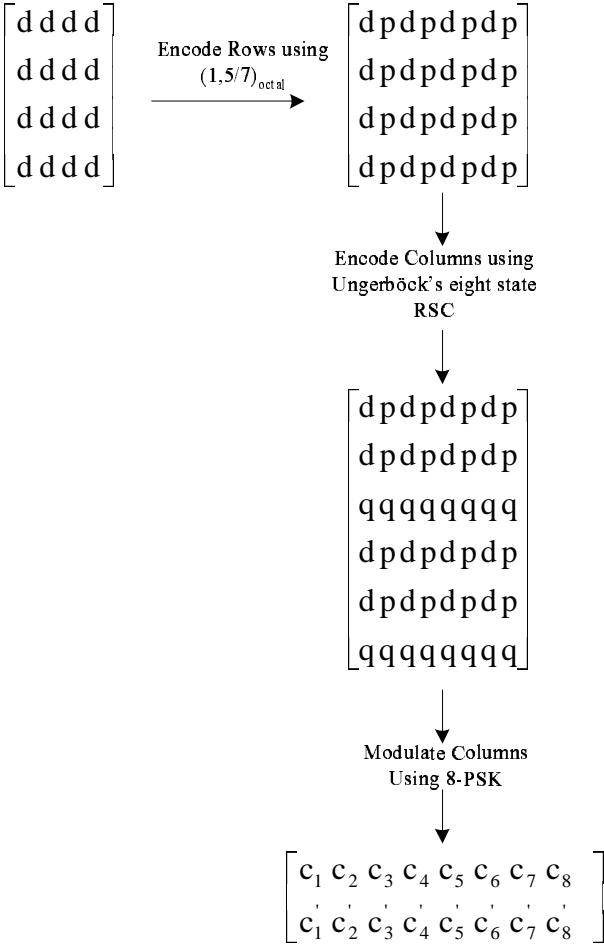 d d d d
d d d d
d d d d
d d d d
Encode Rows using
(1,5/7)octal
d p d p d p d p
d p d p d p d p
d p d p d p d p
d p d p d p d p
Encode Columns using
Ungerböck's eight state
RSC
d p d p d p d p
d p d p d p d p
q q q q q q q q
d p d p d p d p
d p d p d p d p
q q q q q q q q
Modulate Columns
Using 8-PSK
c1 c2 c3 c4 c5 c6 c7 c8
c'1 c'2 c'3 c'4 c'5 c'6 c'7 c'8